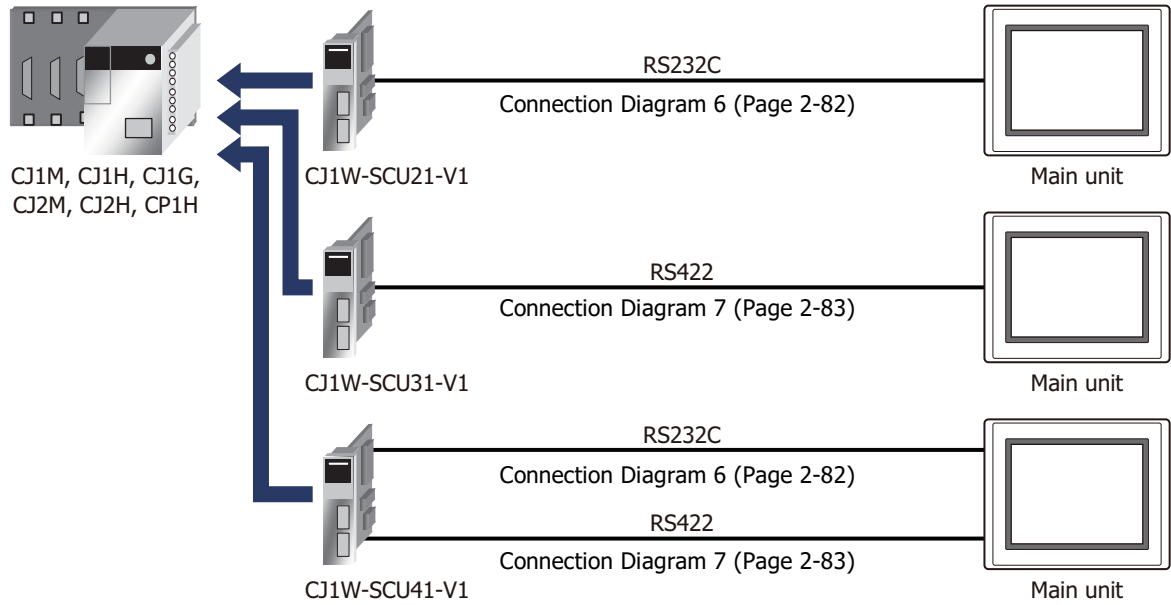 RS232C
Connection Diagram 6 (Page 2-82)
CJ1M, CJ1H, CJ1G,
CJ2M, CJ2H, CP1H
CJ1W-SCU21-V1
Main unit
RS422
Connection Diagram 7 (Page 2-83)
CJ1W-SCU31-V1
Main unit
RS232C
Connection Diagram 6 (Page 2-82)
RS422
Connection Diagram 7 (Page 2-83)
CJ1W-SCU41-V1
Main unit